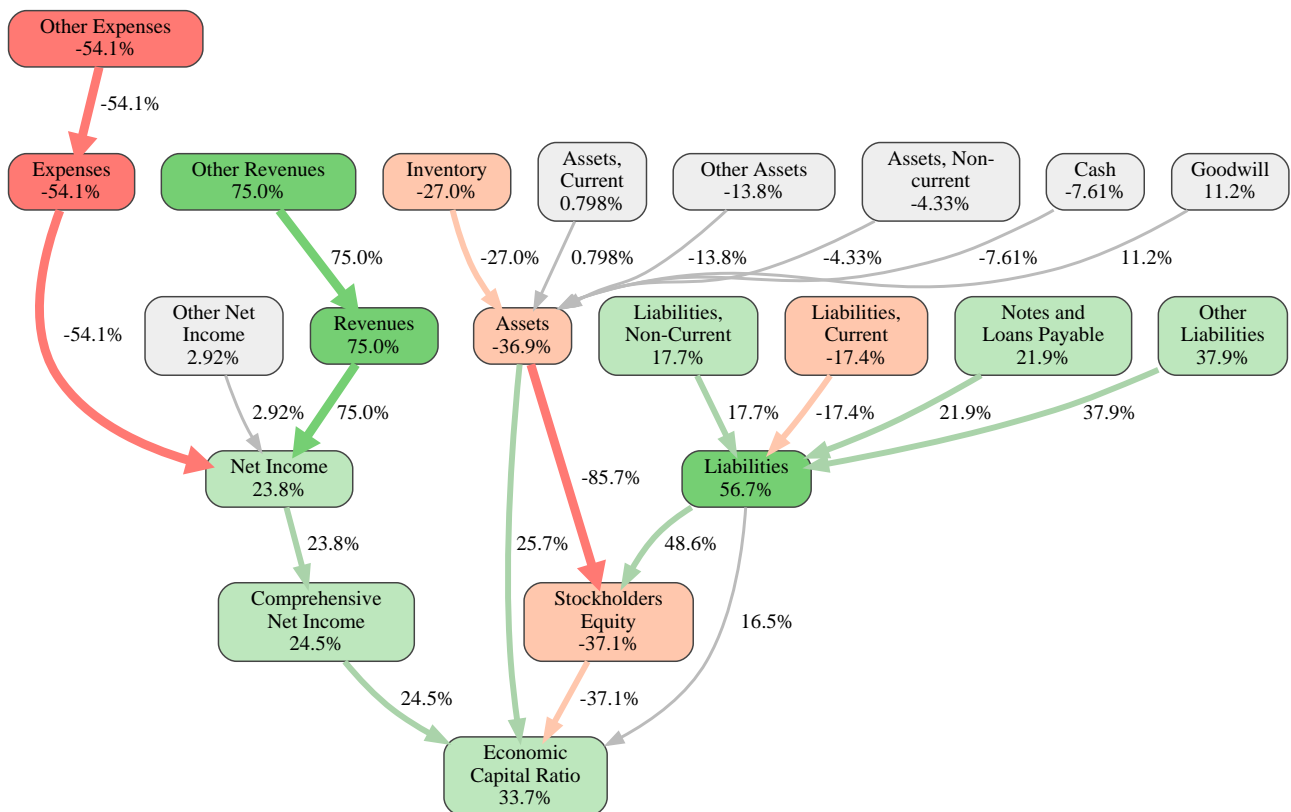 Other Expenses
-54.1%
-54.1%
Expenses
-54.1%
Other Revenues
75.0%
Inventory
-27.0%
Assets,
Current
0.798%
Other Assets
-13.8%
Assets, Non-
current
-4.33%
Cash
-7.61%
Goodwill
11.2%
75.0%
-27.0%
0.798%
-13.8%
-4.33%
-7.61%
11.2%
-54.1%
Other Net
Income
2.92%
Revenues
75.0%
Assets
-36.9%
Liabilities,
Non-Current
17.7%
Liabilities,
Current
-17.4%
Notes and
Loans Payable
21.9%
Other
Liabilities
37.9%
2.92%
75.0%
17.7%
-17.4%
21.9%
37.9%
Net Income
23.8%
-85.7%
Liabilities
56.7%
23.8%
25.7%
48.6%
Comprehensive
Net Income
24.5%
Stockholders
Equity
-37.1%
16.5%
24.5%
-37.1%
Economic
Capital Ratio
33.7%